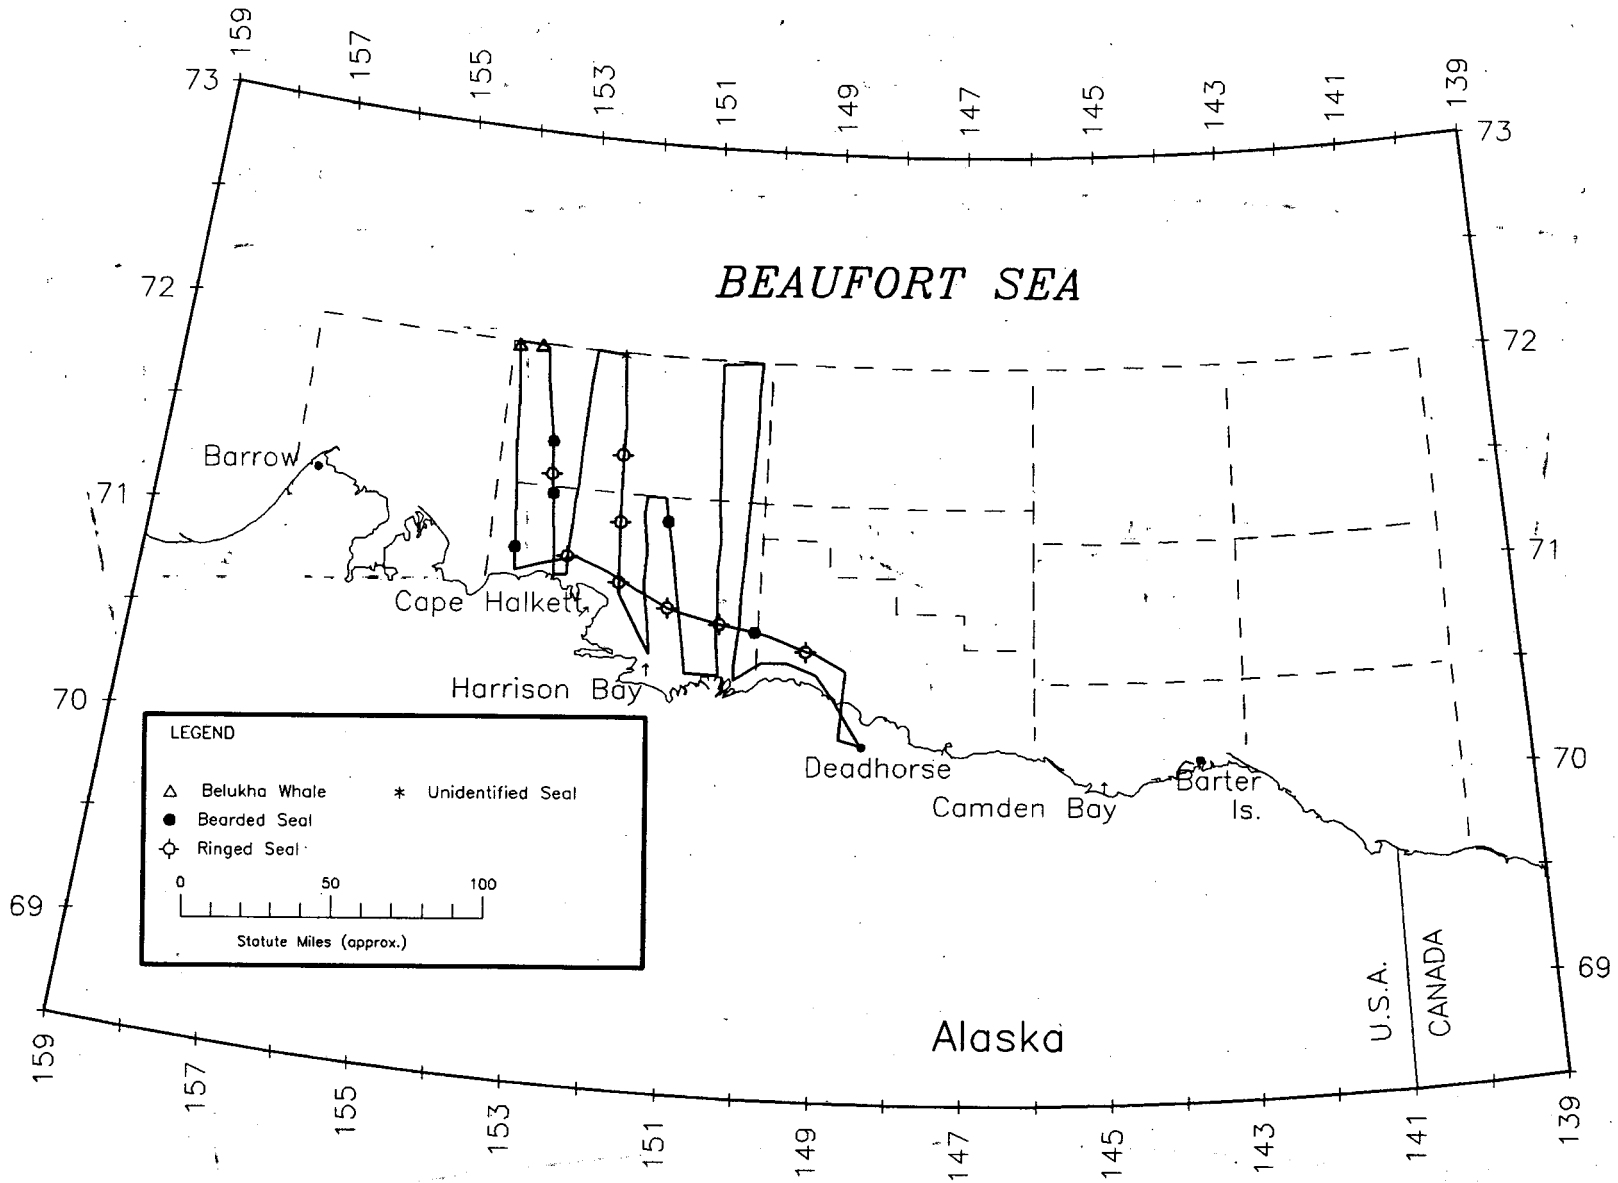 159 157 155 153 151 149 147 145 143 141 139
73 73
BEAUFORT SEA
72 72
Barrow
71 71
Cape Halkett
Harrison Bay
70 70
Deadhorse
Camden Bay
Barter
Is.
LEGEND
Belukha Whale
Unidentified Seal
Bearded Seal
Ringed Seal
0 50 100
Statute Miles (approx.)
69 69
U.S.A.
CANADA
Alaska
159 157 155 153 151 149 147 145 143 141 139